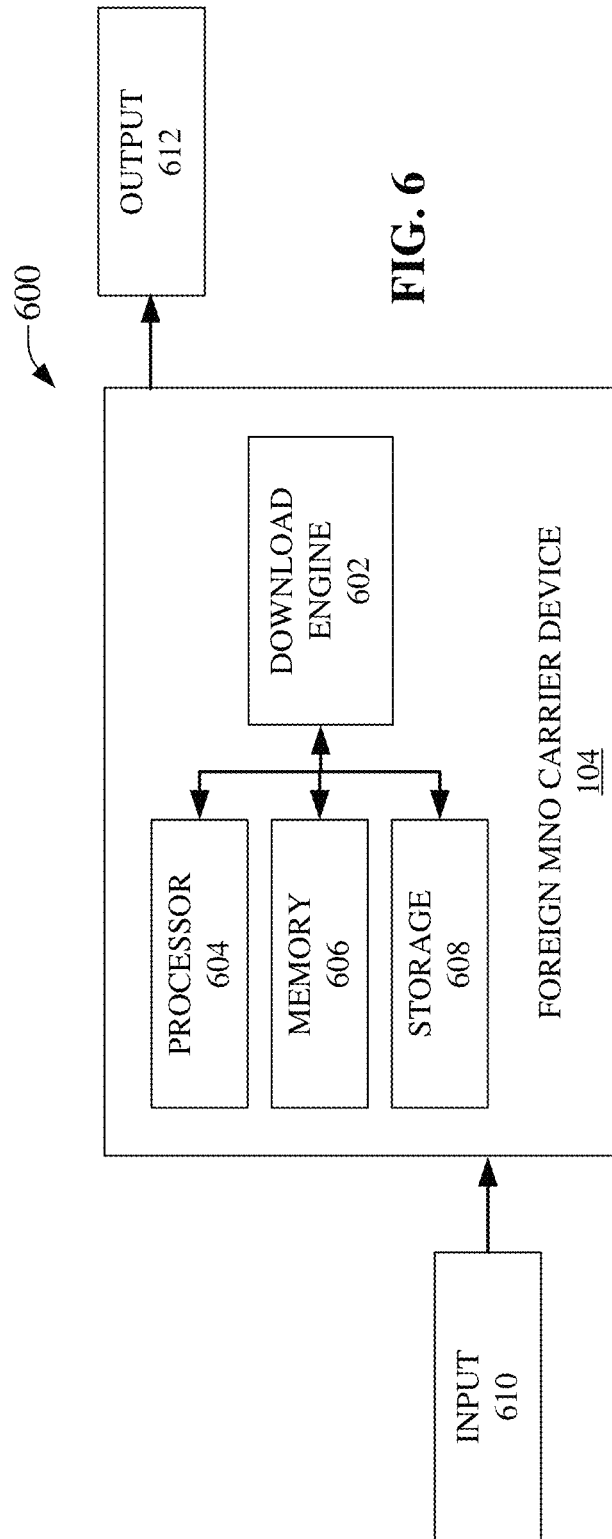 600
INPUT
610
PROCESSOR
604
MEMORY
606
STORAGE
608
DOWNLOAD
ENGINE
602
FOREIGN MNO CARRIER DEVICE
104
OUTPUT
612
FIG. 6